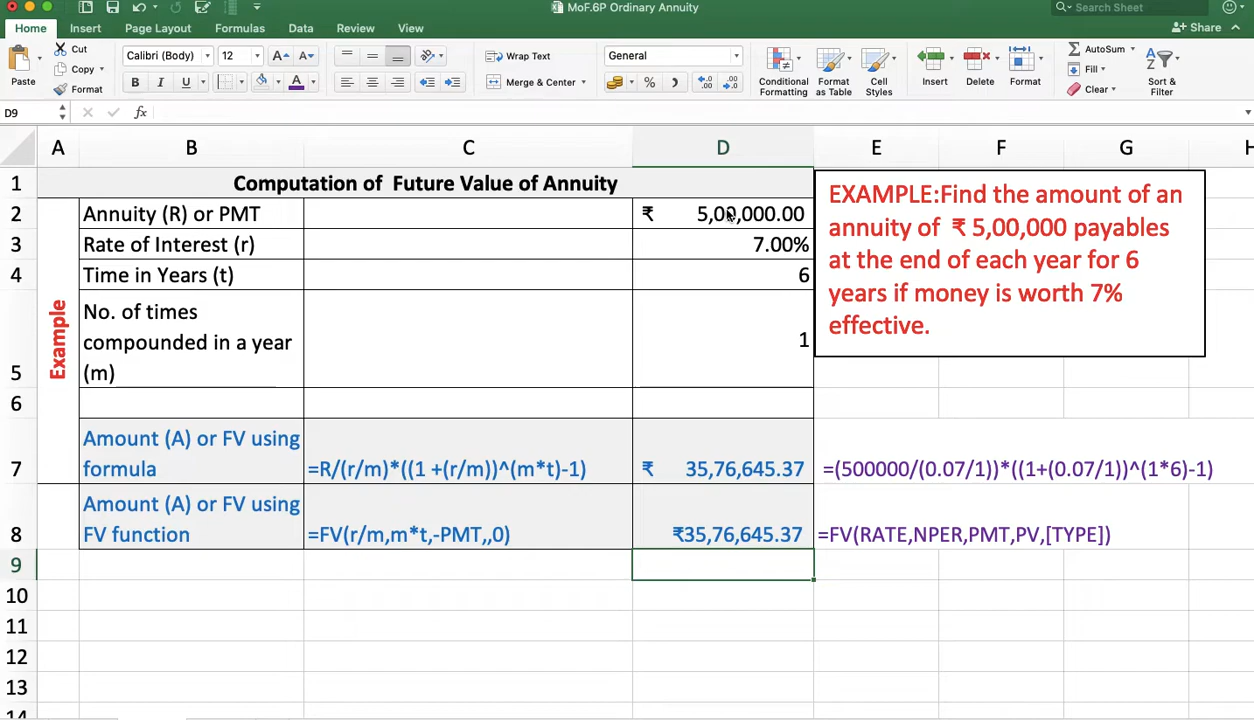 MoF.6P Ordinary Annuity
Search Sheet
Home Insert Page Layout Formulas Data Review View
Share
Paste
Cut
Copy
Format
Calibri (Body) 12
A A
B I U
A
Wrap Text
Merge & Center
General
%
.0 .00
.00 .0
Conditional Formatting
Format as Table
Cell Styles
Insert
Delete
Format
AutoSum
Fill
Clear
Sort & Filter
D9
fx
A B C D E F G H
1 Computation of Future Value of Annuity
2 Annuity (R) or PMT ₹ 5,00,000.00
3 Rate of Interest (r) 7.00%
4 Time in Years (t) 6
No. of times
compounded in a year 1
5 (m)
6
Amount (A) or FV using
7 formula =R/(r/m)*((1 +(r/m))^(m*t)-1) ₹ 35,76,645.37 =(500000/(0.07/1))*((1+(0.07/1))^(1*6)-1)
Amount (A) or FV using
8 FV function =FV(r/m,m*t,-PMT,,0) ₹35,76,645.37 =FV(RATE,NPER,PMT,PV,[TYPE])
9
10
11
12
13
14
Example
EXAMPLE:Find the amount of an
annuity of ₹ 5,00,000 payables
at the end of each year for 6
years if money is worth 7%
effective.